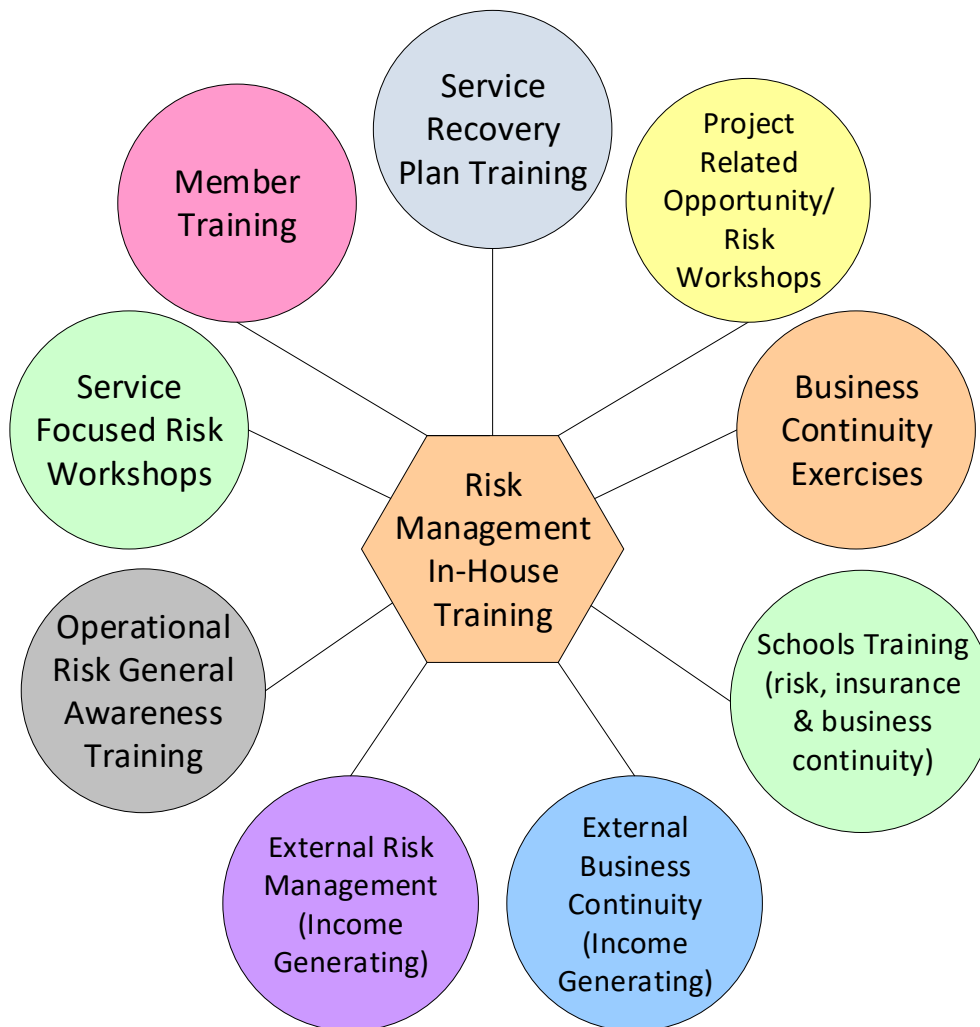 Service
Recovery
Plan Training
Project
Related
Opportunity/
Risk
Workshops
Member
Training
Business
Continuity
Exercises
Service
Focused Risk
Workshops
Risk
Management
In-House
Training
Operational
Risk General
Awareness
Training
Schools Training
(risk, insurance
& business
continuity)
External Risk
Management
(Income
Generating)
External
Business
Continuity
(Income
Generating)